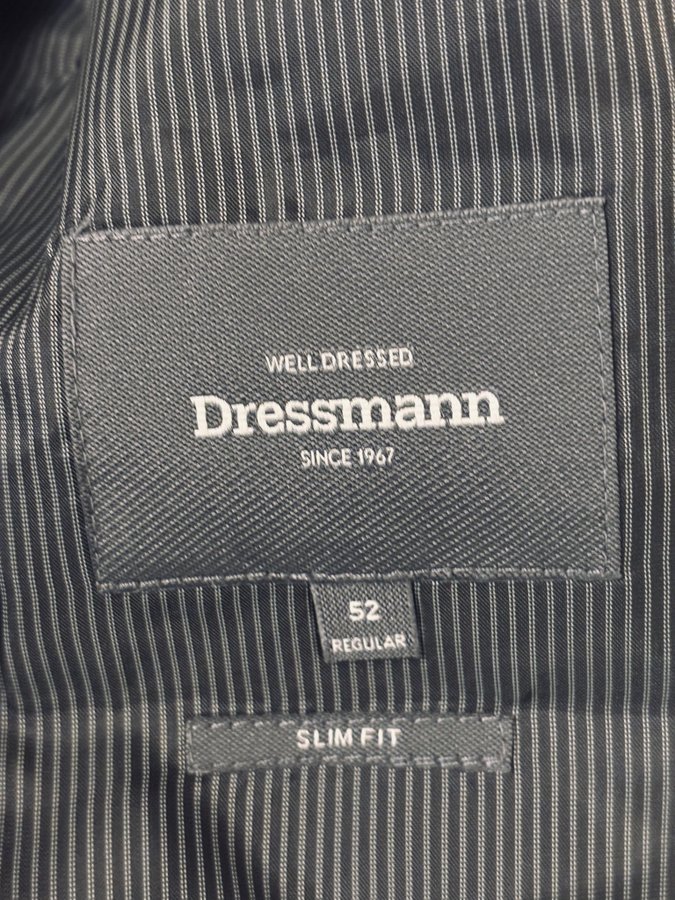 WELL DRESSED
Dressmann
SINCE 1967
52
REGULAR
SLIM FIT